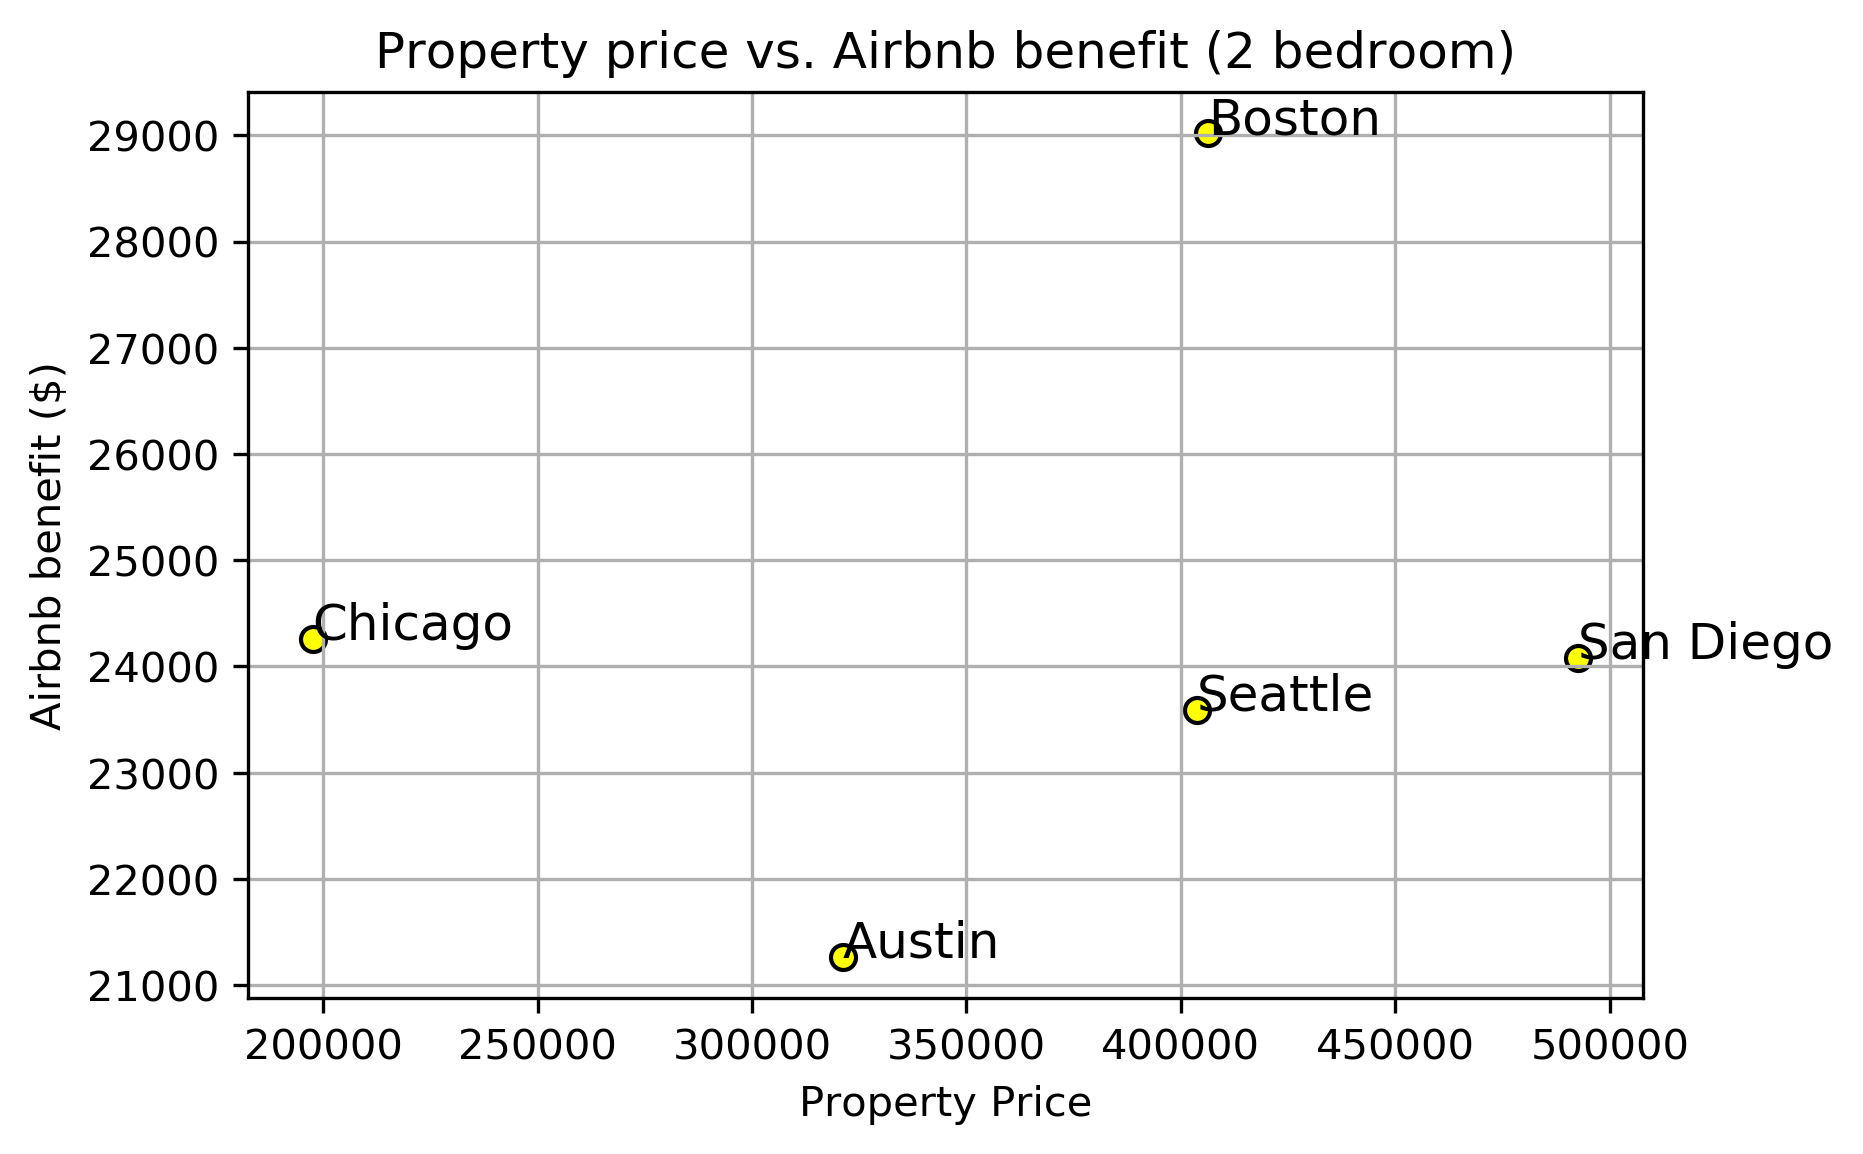 Property price vs. Airbnb benefit (2 bedroom)
Boston
29000
28000
27000
26000
25000
Chicago
San Diego
24000
Seattle
23000
22000
Austin
21000
Airbnb benefit ($)
200000 250000 300000 350000 400000 450000 500000
Property Price